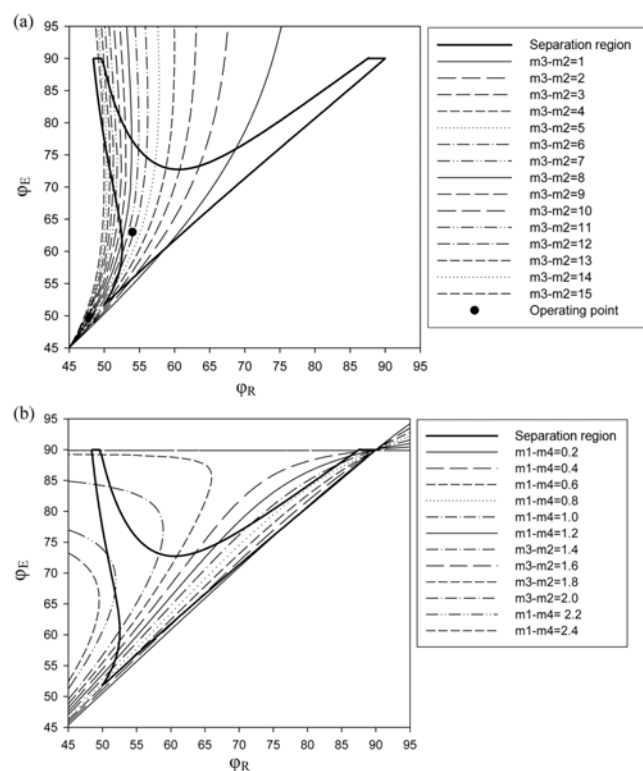 (a)
95
90
85
80
75
70
65
60
55
50
45
φE
45 50 55 60 65 70 75 80 85 90 95
φR
Separation region
m3-m2=1
m3-m2=2
m3-m2=3
m3-m2=4
m3-m2=5
m3-m2=6
m3-m2=7
m3-m2=8
m3-m2=9
m3-m2=10
m3-m2=11
m3-m2=12
m3-m2=13
m3-m2=14
m3-m2=15
Operating point
(b)
95
90
85
80
75
70
65
60
55
50
45
φE
45 50 55 60 65 70 75 80 85 90 95
φR
Separation region
m1-m4=0.2
m1-m4=0.4
m1-m4=0.6
m1-m4=0.8
m1-m4=1.0
m1-m4=1.2
m3-m2=1.4
m3-m2=1.6
m3-m2=1.8
m3-m2=2.0
m1-m4= 2.2
m1-m4=2.4